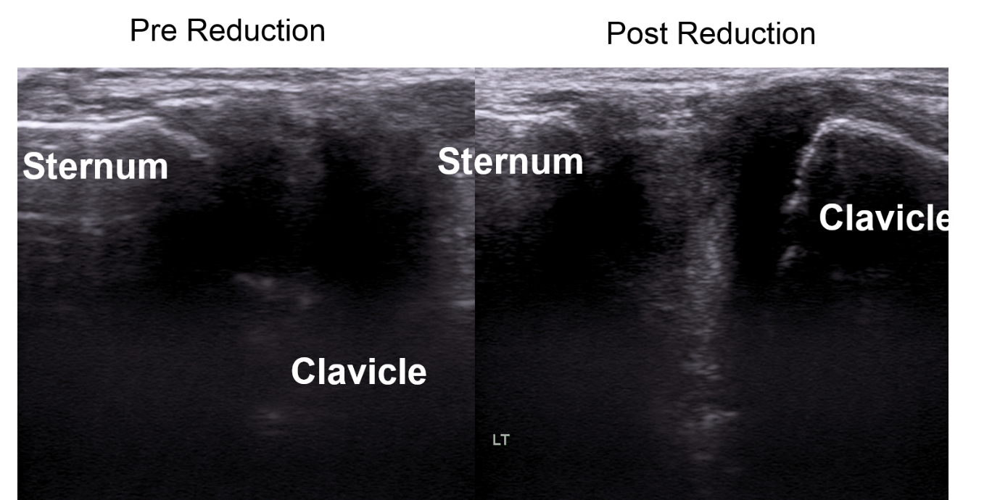 Pre Reduction
Post Reduction
Sternum
Sternum
Clavicle
Clavicle
LT